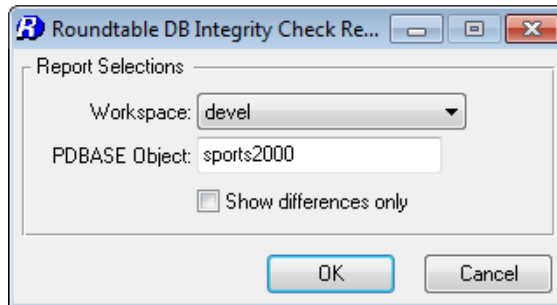 R Roundtable DB Integrity Check Re...
Report Selections
Workspace: devel
PDBASE Object: sports2000
Show differences only
OK Cancel